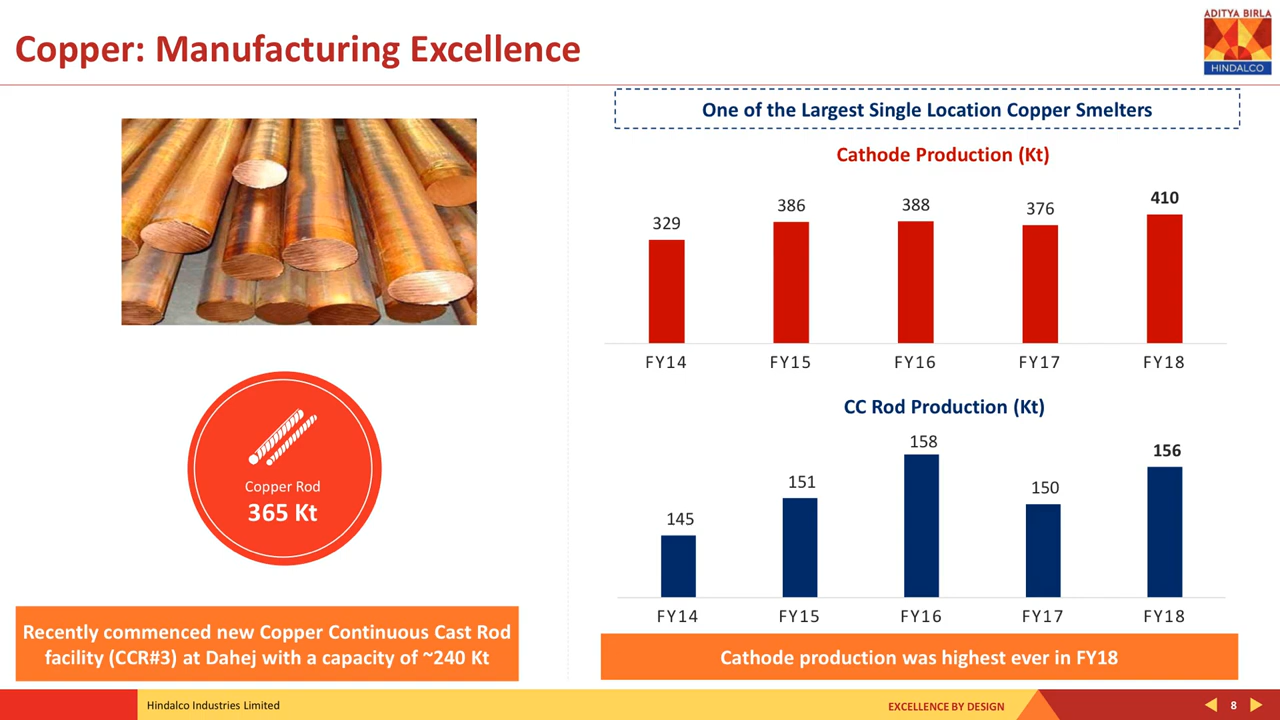 Copper: Manufacturing Excellence
ADITYA BIRLA
HINDALCO
Copper Rod
365 Kt
Recently commenced new Copper Continuous Cast Rod
facility (CCR#3) at Dahej with a capacity of ~240 Kt
One of the Largest Single Location Copper Smelters
Cathode Production (Kt)
329 386 388 376 410
FY14 FY15 FY16 FY17 FY18
CC Rod Production (Kt)
145 151 158 150 156
FY14 FY15 FY16 FY17 FY18
Cathode production was highest ever in FY18
Hindalco Industries Limited
EXCELLENCE BY DESIGN
8